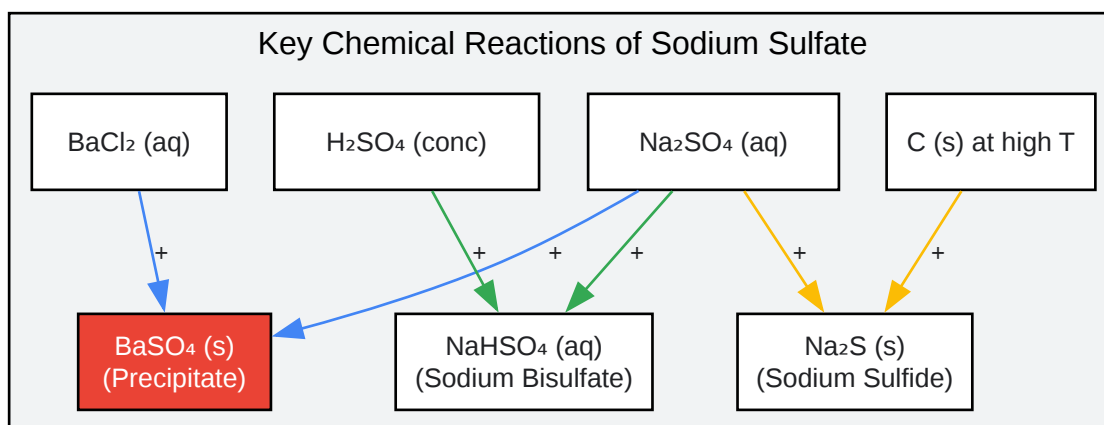 Key Chemical Reactions of Sodium Sulfate
BaCl₂ (aq)
H₂SO₄ (conc)
Na₂SO₄ (aq)
C (s) at high T
+
+
+
+
+
+
BaSO₄ (s)
(Precipitate)
NaHSO₄ (aq)
(Sodium Bisulfate)
Na₂S (s)
(Sodium Sulfide)